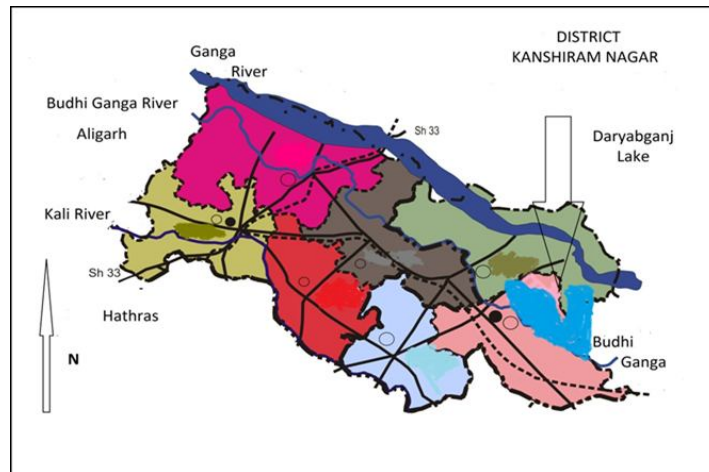 DISTRICT
KANSHIRAM NAGAR
Ganga
River
Budhi Ganga River
Aligarh
Sh 33
Daryabganj
Lake
Kali River
Sh 33
Hathras
N
Budhi
Ganga